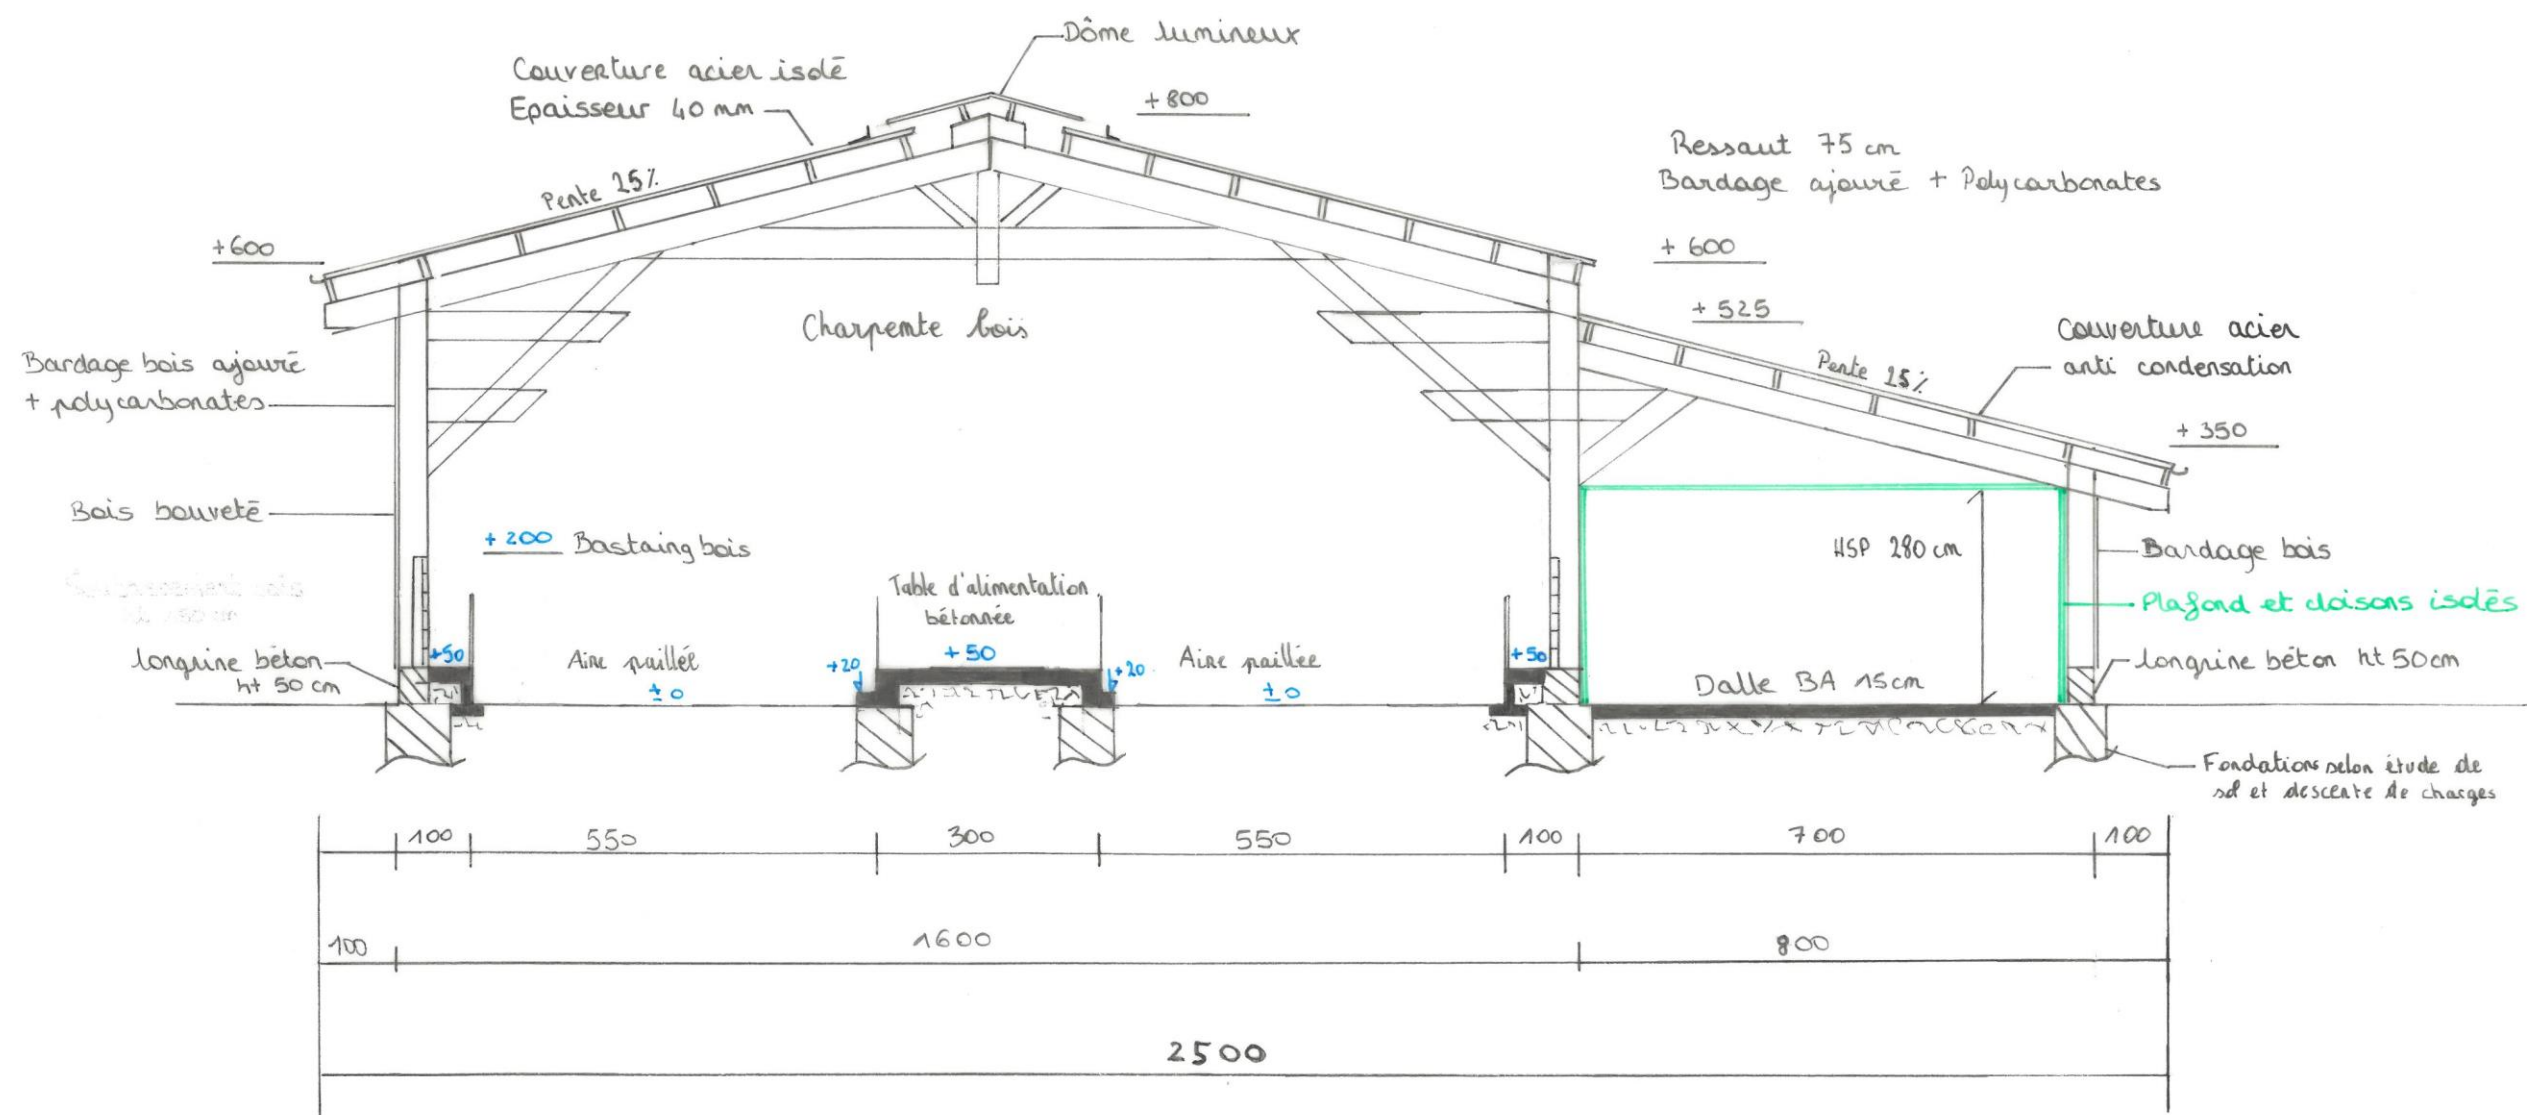 Dôme lumineux
Couverture acier isolé
Epaisseur 40 mm
+800
Ressaut 75 cm
Bardage ajouré + Polycarbonates
Pente 25%
+600
+ 600
+ 525
Charpente bois
Couverture acier
anti condensation
Pente 25%
Bardage bois ajouré
+ polycarbonates
+ 350
Bois bouveté
+ 200 Bastaing bois
HSP 280 cm
Bardage bois
Table d'alimentation
bétonnée
Plafond et cloisons isolés
longrine béton
ht 50 cm
+50
Aire paillée
± 0
+20
+ 50
+20
Aire paillée
± 0
+50
Dalle BA 15 cm
longrine béton ht 50 cm
Fondations selon étude de
sol et descente de charges
100
550
300
550
100
700
100
100
1600
800
2500